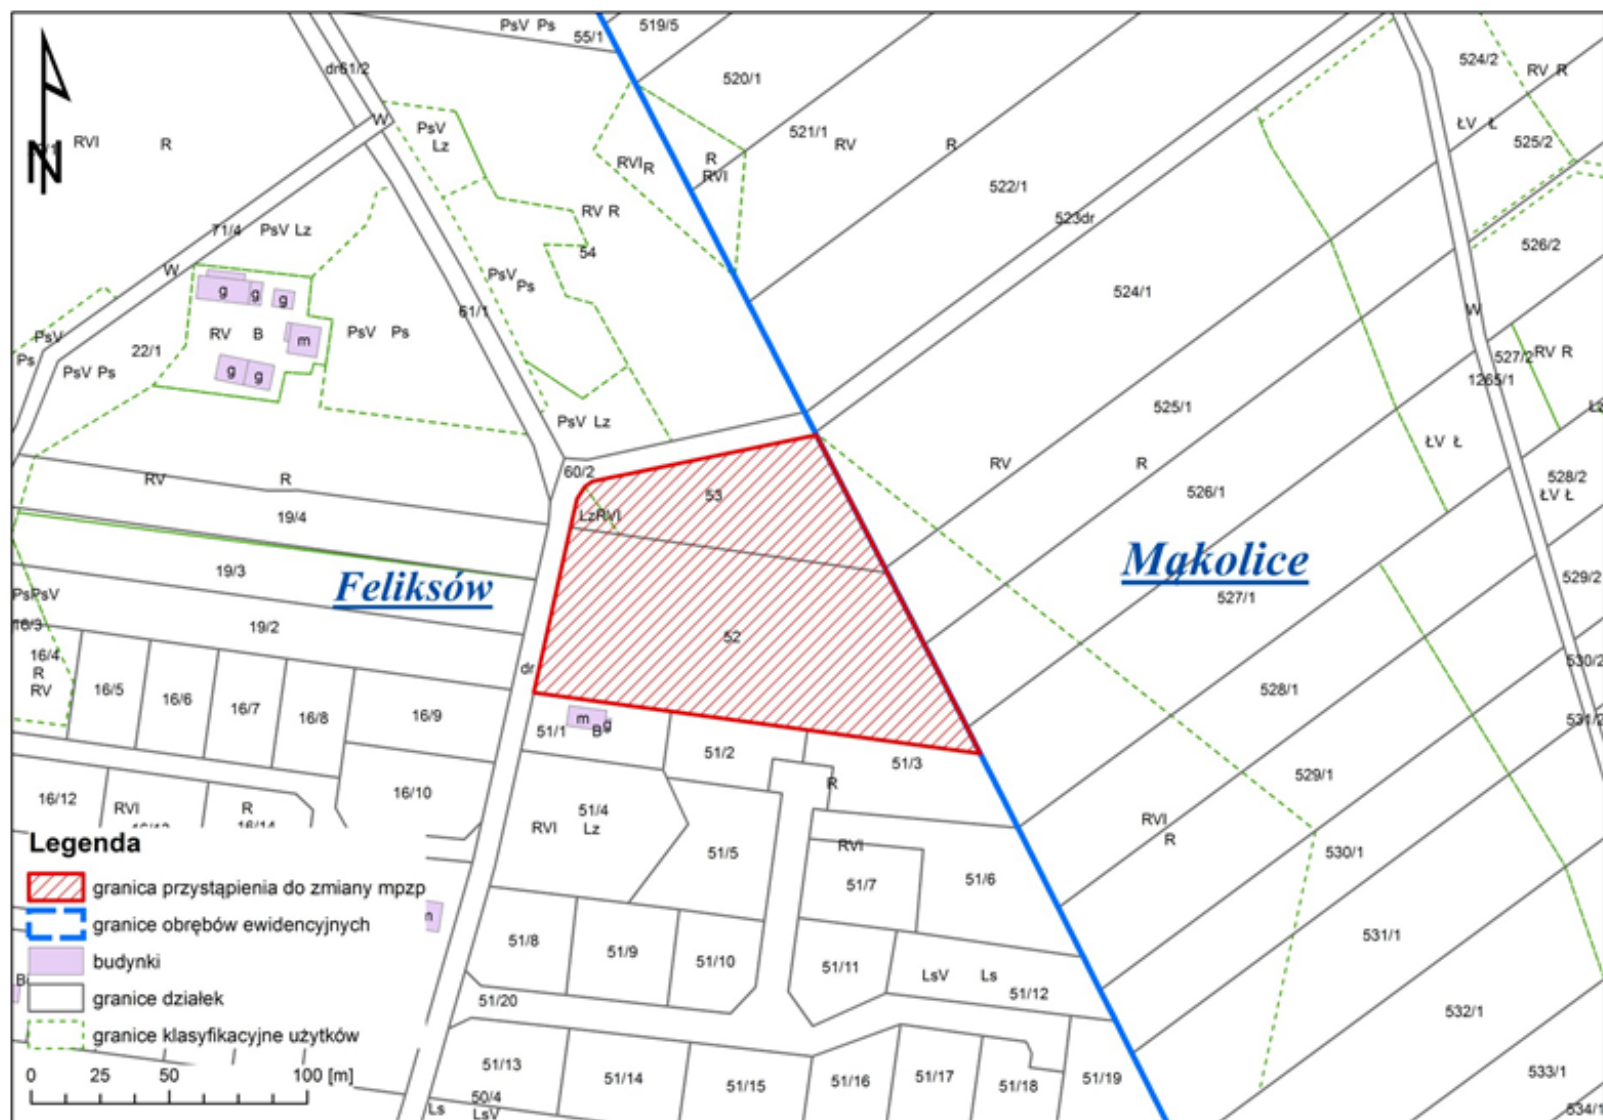 PsV Ps
55/1
519/5
520/1
524/2
RV R
dr61/2
W
PsV
Lz
521/1
RV
R
ŁV Ł
525/2
RVI
R
N
RVI
R
R
RVI
522/1
523dr
RV R
54
526/2
71/4
PsV Lz
W
PsV
Ps
524/1
g
g
g
61/1
W
PsV
Ps
22/1
RV
B
m
PsV
Ps
527/2
RV R
PsV Ps
g
g
1265/1
525/1
PsV Lz
ŁV Ł
RV
R
60/2
RV
R
526/1
528/2
ŁV Ł
53
19/4
LzRVI
Mąkolice
19/3
Feliksów
527/1
529/2
PsPsV
16/3
19/2
52
16/4
R
RV
16/5
16/6
16/7
16/8
16/9
dr
528/1
530/2
m
B
g
51/1
51/2
51/3
531/2
R
529/1
16/12
RVI
R
16/10
51/4
RVI
Lz
RVI
RVI
R
51/5
530/1
51/7
51/6
Legenda
granica przystąpienia do zmiany mpzp
granice obrębów ewidencyjnych
budynki
granice działek
granice klasyfikacyjne użytków
0 25 50 100 [m]
51/8
51/9
51/10
51/11
531/1
LsV
Ls
51/12
51/20
532/1
51/13
51/14
51/15
51/16
51/17
51/18
51/19
533/1
50/4
Ls
LsV
534/1